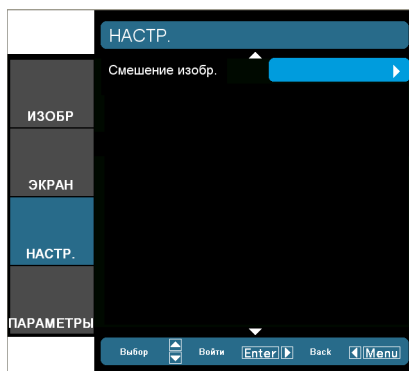 НАСТР.
Смешение изобр.
ИЗОБР
ЭКРАН
НАСТР.
ПАРАМЕТРЫ
Выбор Войти Enter Back Menu